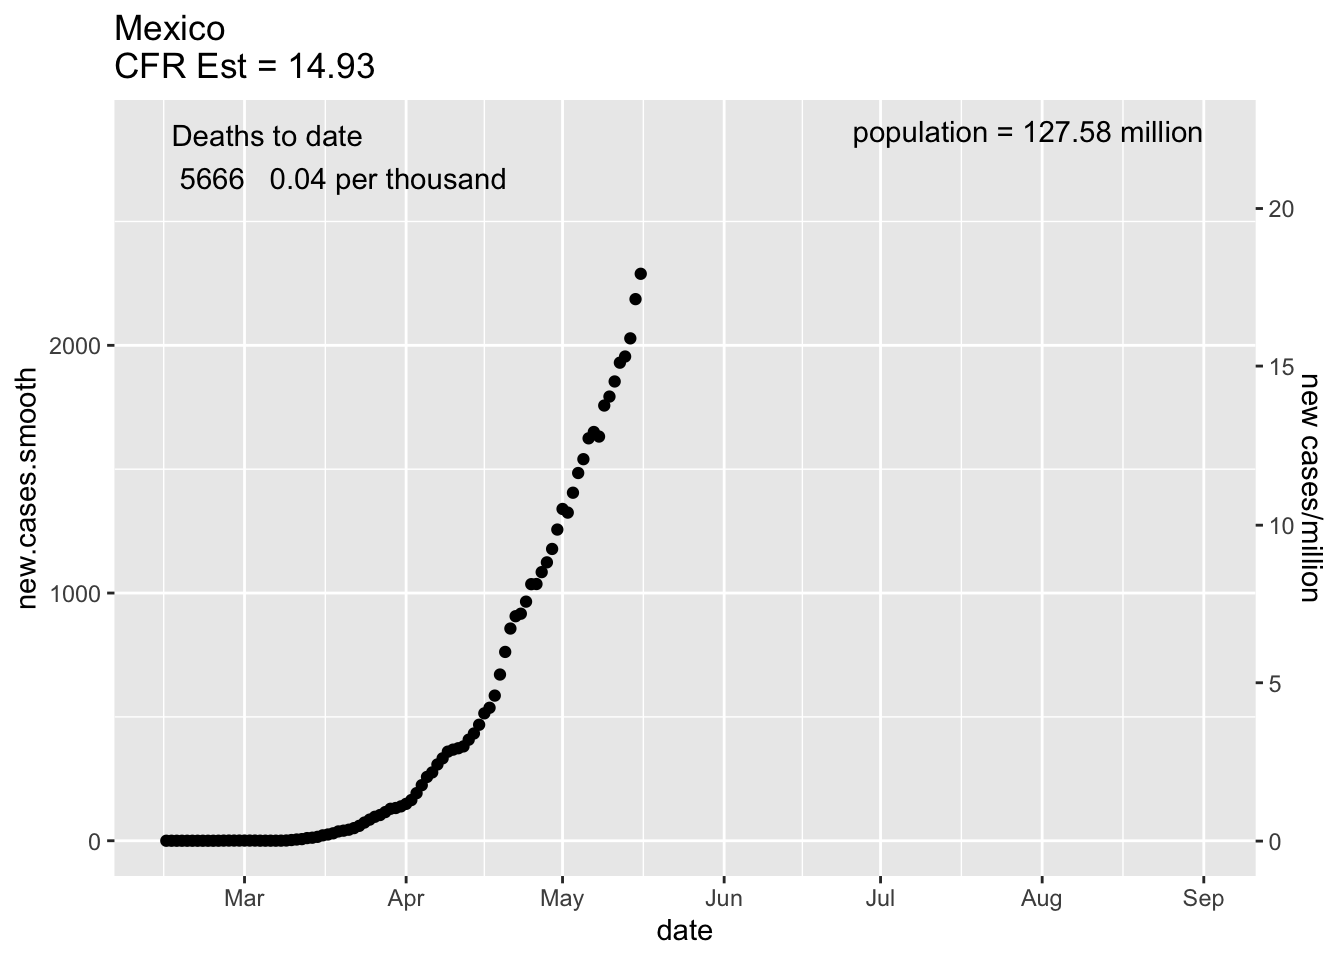 Mexico
CFR Est = 14.93
Deaths to date
5666 0.04 per thousand
population = 127.58 million
new.cases.smooth
2000
1000
0
20
15
10
5
0
new cases/million
Mar Apr May Jun Jul Aug Sep
date